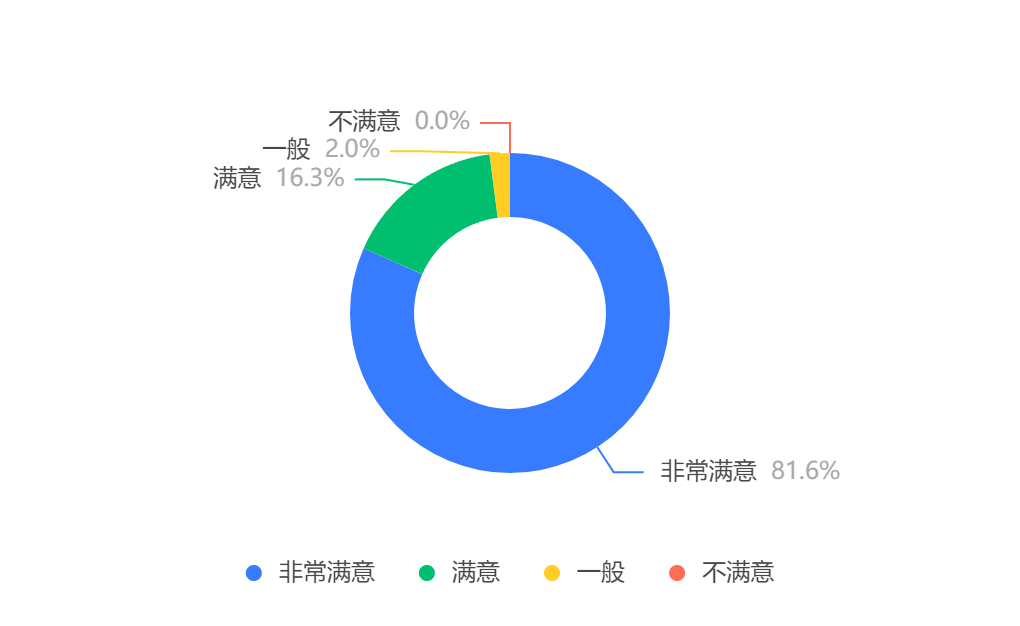 不满意 0.0%
一般 2.0%
满意 16.3%
非常满意 81.6%
非常满意 满意 一般 不满意